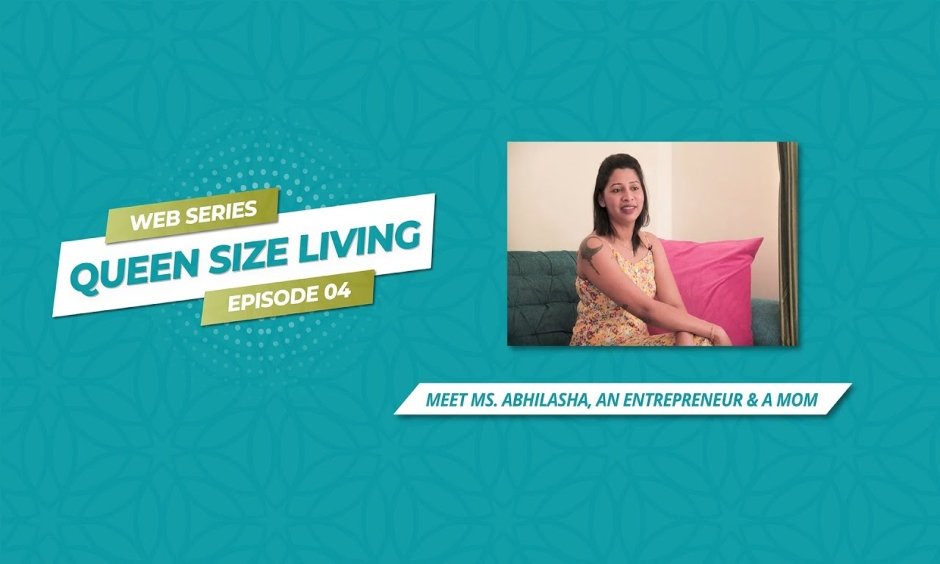 WEB SERIES
QUEEN SIZE LIVING
EPISODE 04
MEET MS. ABHILASHA, AN ENTREPRENEUR & A MOM